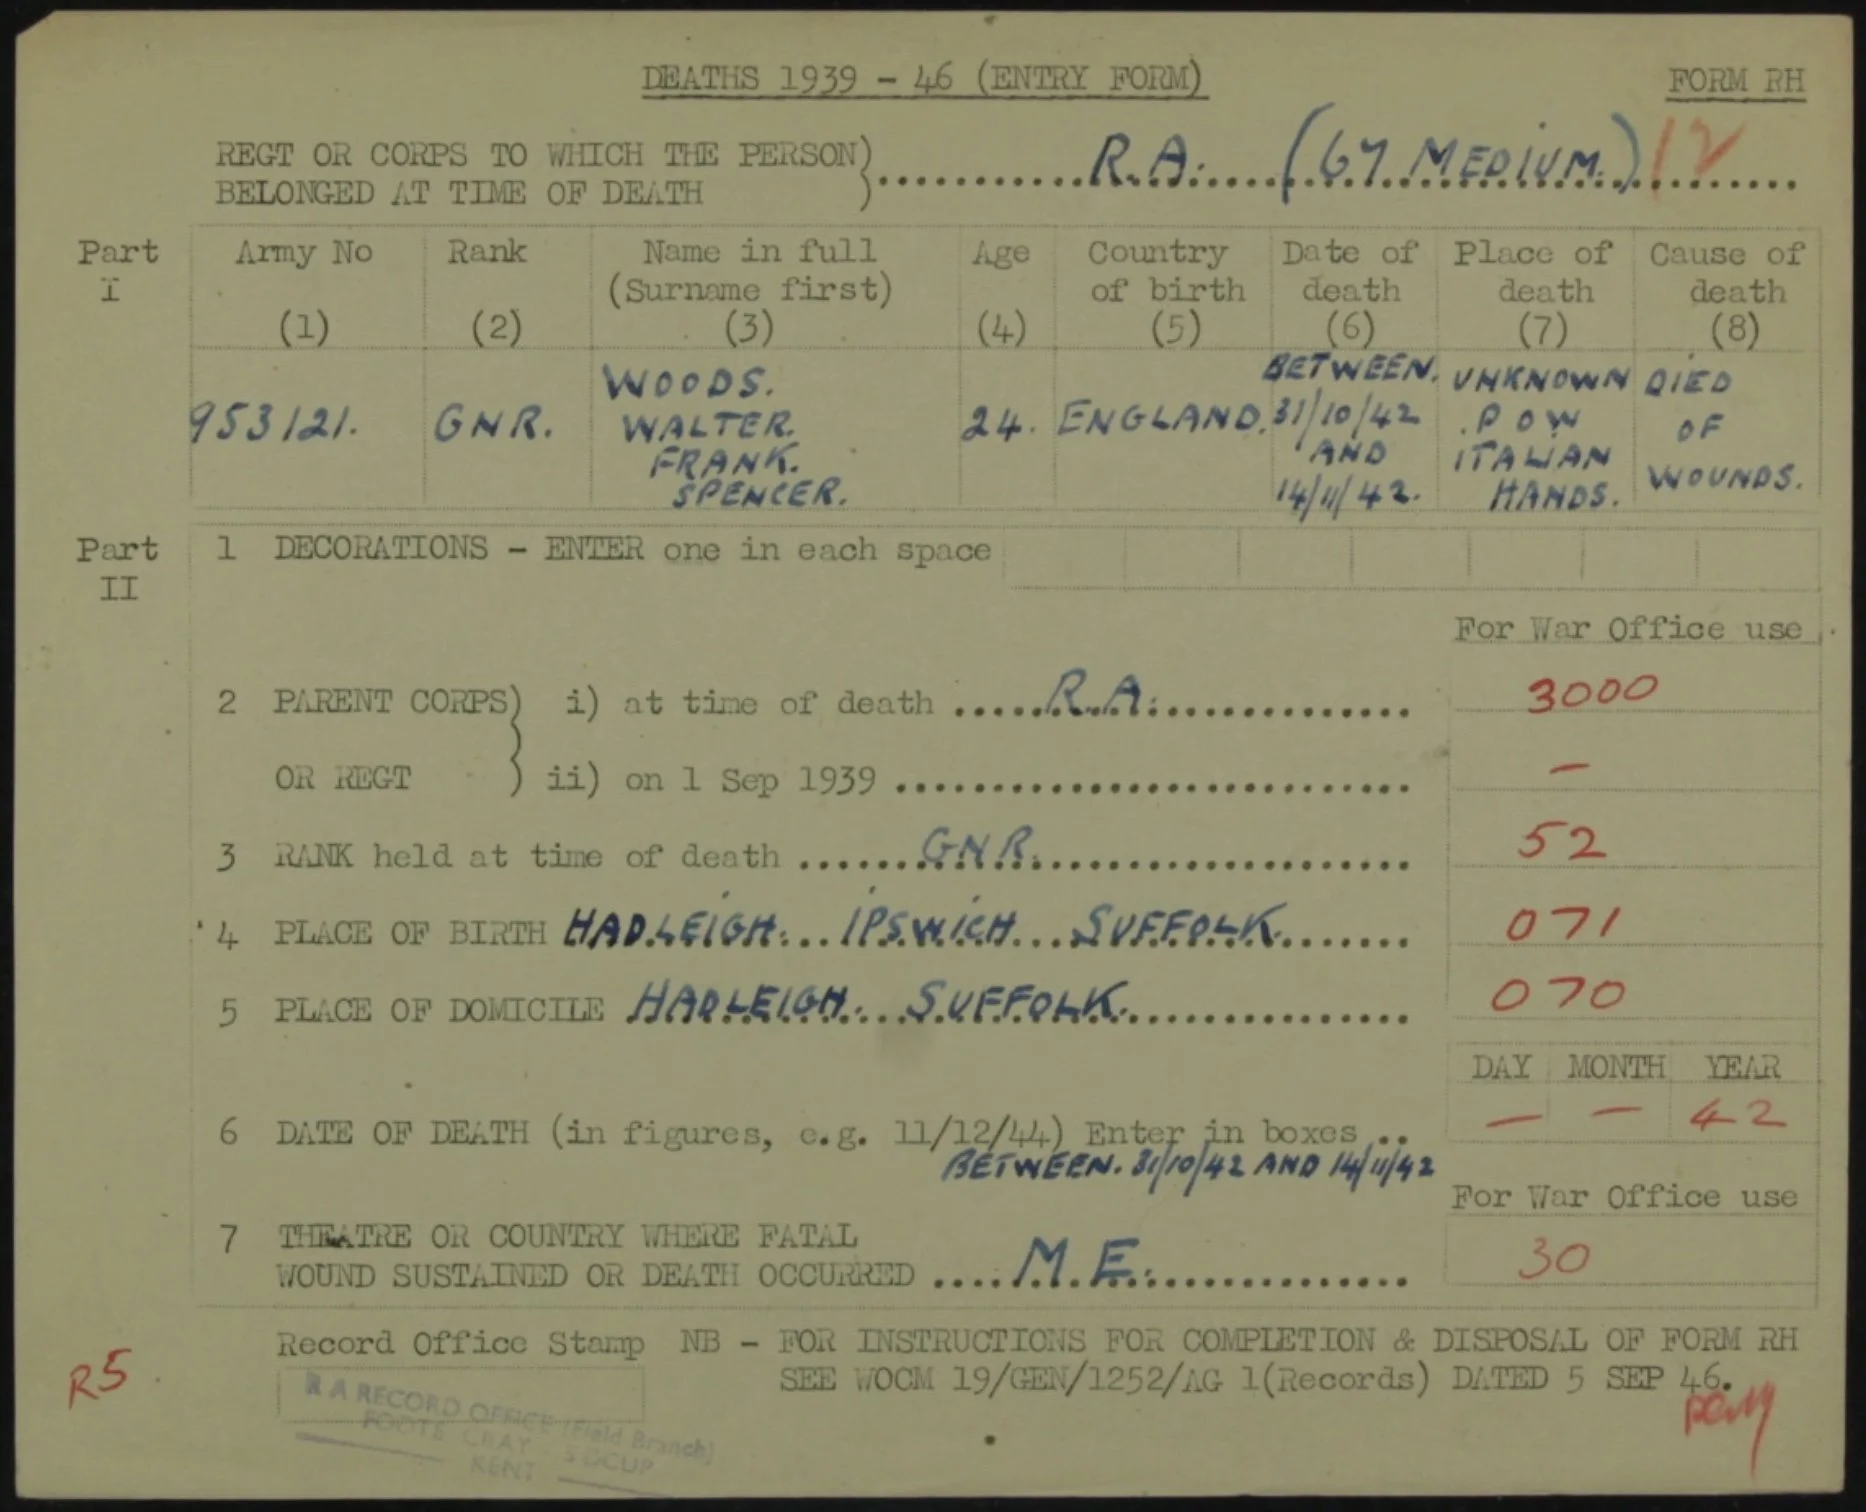 DEATHS 1939 - 46 (ENTRY FORM)
FORM RH
REGT OR CORPS TO WHICH THE PERSON)
BELONGED AT TIME OF DEATH ) R.A. (67 MEDIUM.) 12
Part I
Army No (1)
Rank (2)
Name in full (Surname first) (3)
Age (4)
Country of birth (5)
Date of death (6)
Place of death (7)
Cause of death (8)
953121.
GNR.
WOODS.
WALTER.
FRANK.
SPENCER.
24.
ENGLAND.
BETWEEN.
31/10/42
AND
14/11/42.
UNKNOWN
P O W
ITALIAN
HANDS.
DIED
OF
WOUNDS.
Part II
1 DECORATIONS - ENTER one in each space
For War Office use
2 PARENT CORPS) i) at time of death ..... R.A. ..... 3000
OR REGT ) ii) on 1 Sep 1939 ..... —
3 RANK held at time of death ..... GNR. ..... 52
4 PLACE OF BIRTH HADLEIGH. IPSWICH SUFFOLK. 071
5 PLACE OF DOMICILE HADLEIGH. SUFFOLK. 070
DAY MONTH YEAR
6 DATE OF DEATH (in figures, e.g. 11/12/44) Enter in boxes .. — — 42
BETWEEN. 31/10/42 AND 14/11/42
For War Office use
7 THEATRE OR COUNTRY WHERE FATAL
WOUND SUSTAINED OR DEATH OCCURRED .... M.E. ..... 30
Record Office Stamp NB - FOR INSTRUCTIONS FOR COMPLETION & DISPOSAL OF FORM RH
SEE WOCM 19/GEN/1252/AG 1(Records) DATED 5 SEP 46.
R5
R A RECORD OFFICE (Field Branch)
FOOTS CRAY SIDCUP
KENT